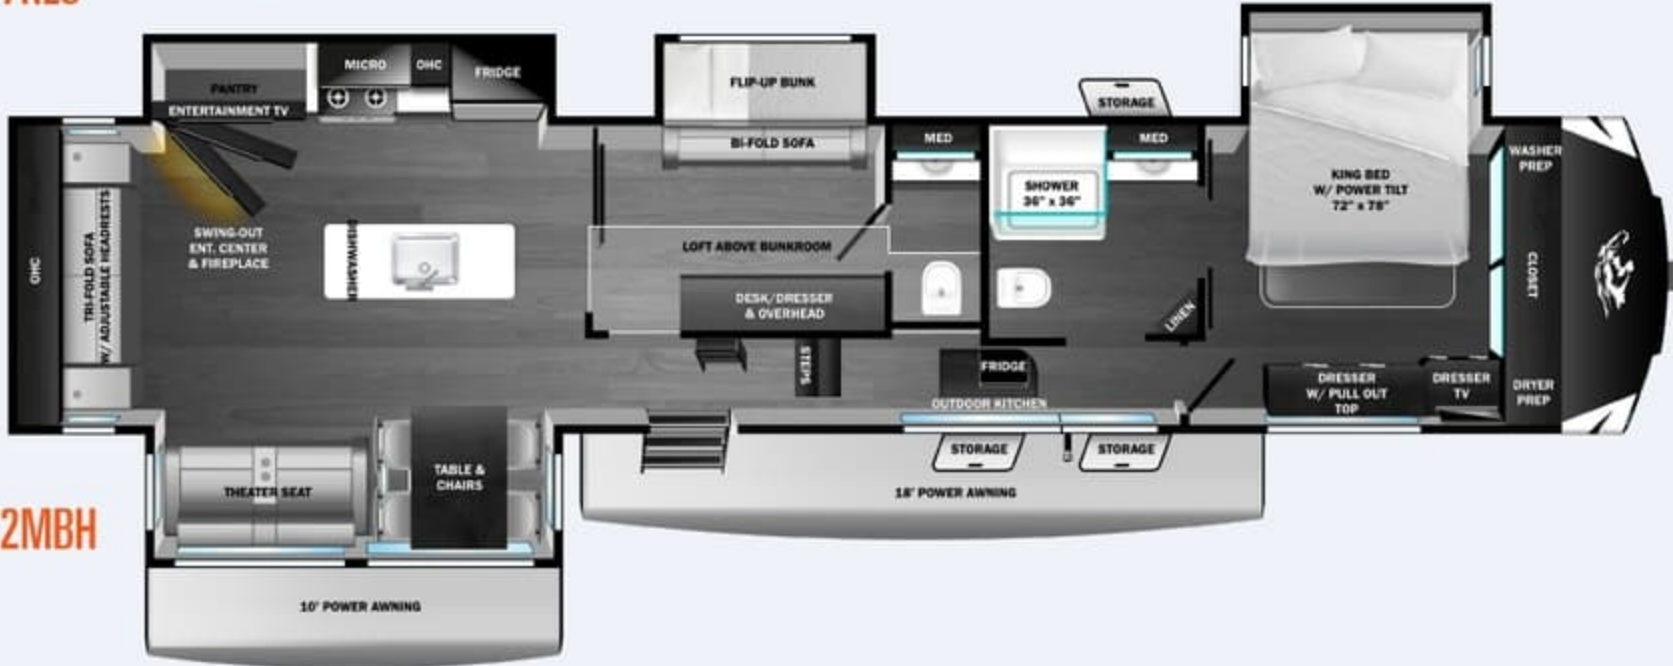 PANTRY
ENTERTAINMENT TV
MICRO
OHC
FRIDGE
FLIP-UP BUNK
BI-FOLD SOFA
STORAGE
MED
MED
WASHER
PREP
SHOWER
36" x 36"
KING BED
W/ POWER TILT
72" x 78"
OHC
TRI-FOLD SOFA
W/ ADJUSTABLE HEADRESTS
SWING-OUT
ENT. CENTER
& FIREPLACE
DISHWASHER
LOFT ABOVE BUNKROOM
DESK/DRESSER
& OVERHEAD
LINEN
CLOSET
STEPS
FRIDGE
OUTDOOR KITCHEN
DRESSER
W/ PULL OUT
TOP
DRESSER
TV
DRYER
PREP
STORAGE
STORAGE
THEATER SEAT
TABLE &
CHAIRS
18' POWER AWNING
2MBH
10' POWER AWNING